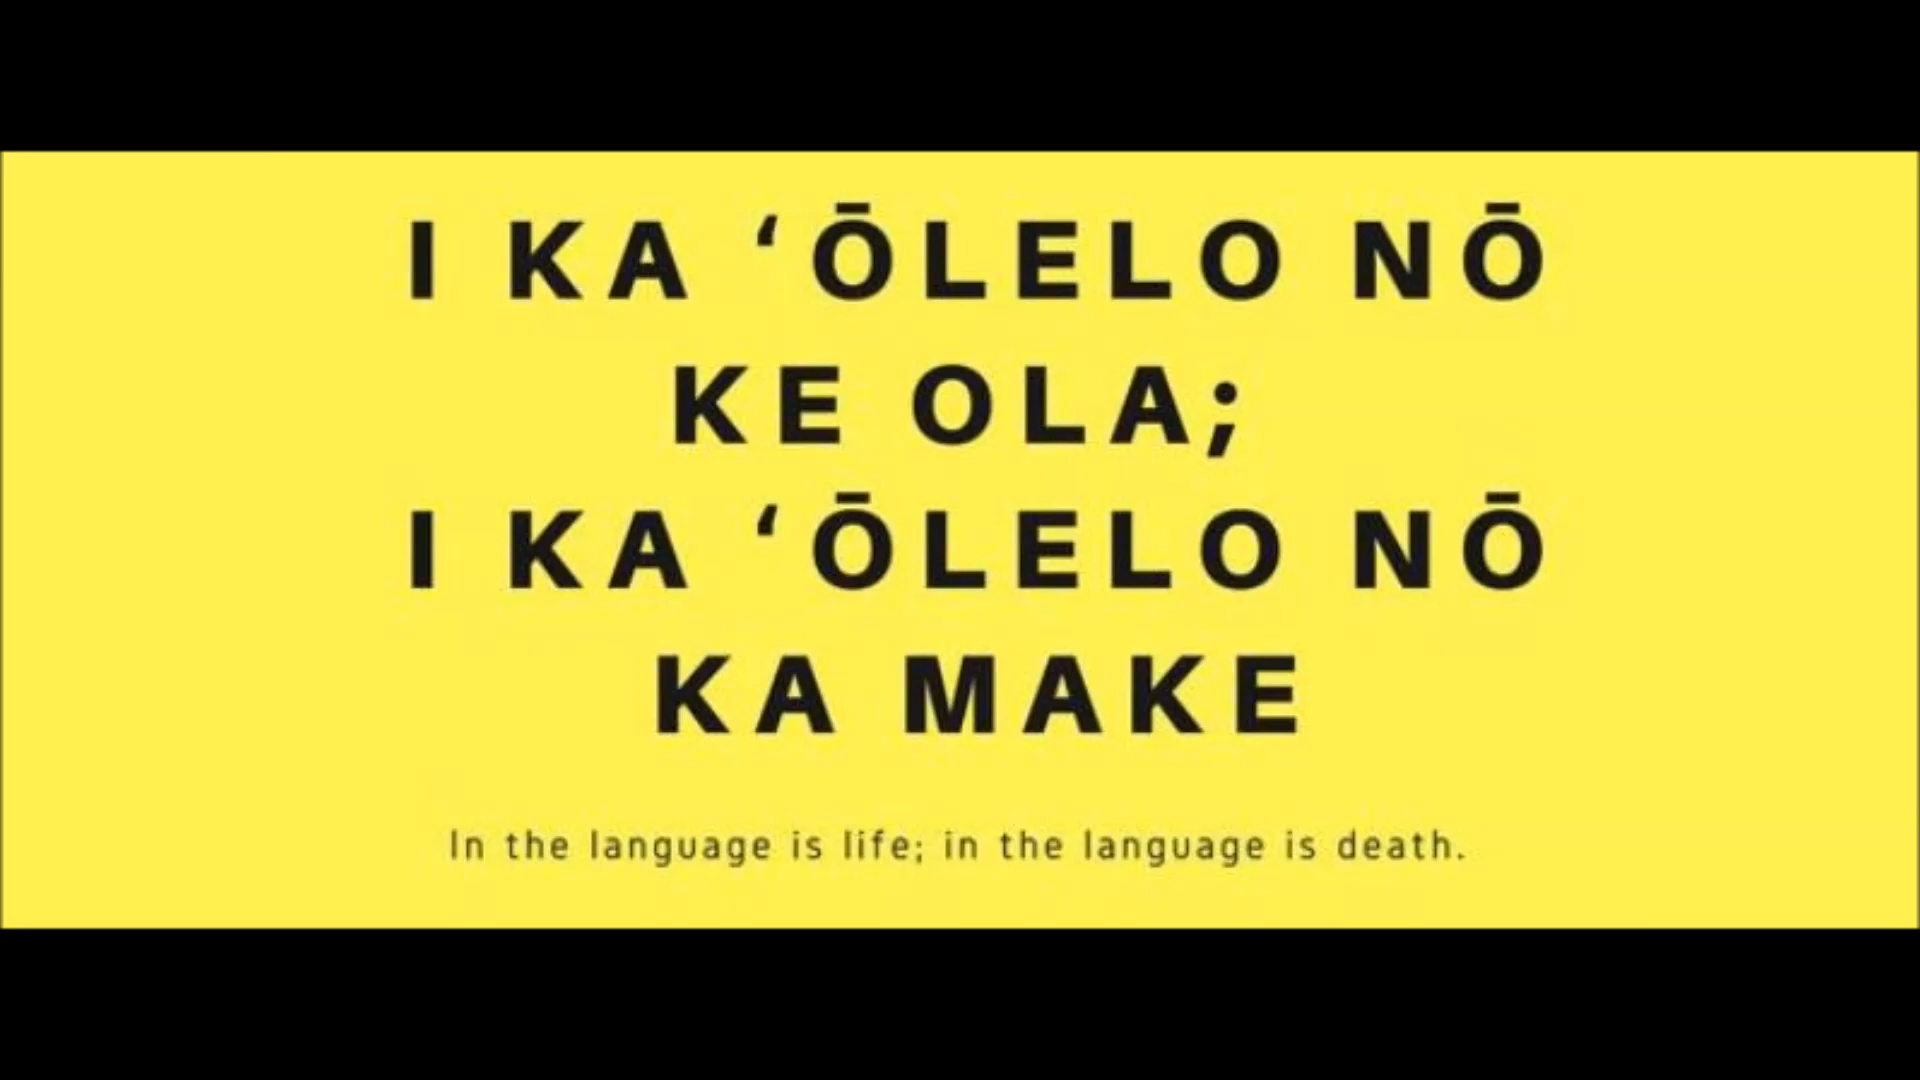 I KA ʻŌLELO NŌ
KE OLA;
I KA ʻŌLELO NŌ
KA MAKE
In the language is life; in the language is death.